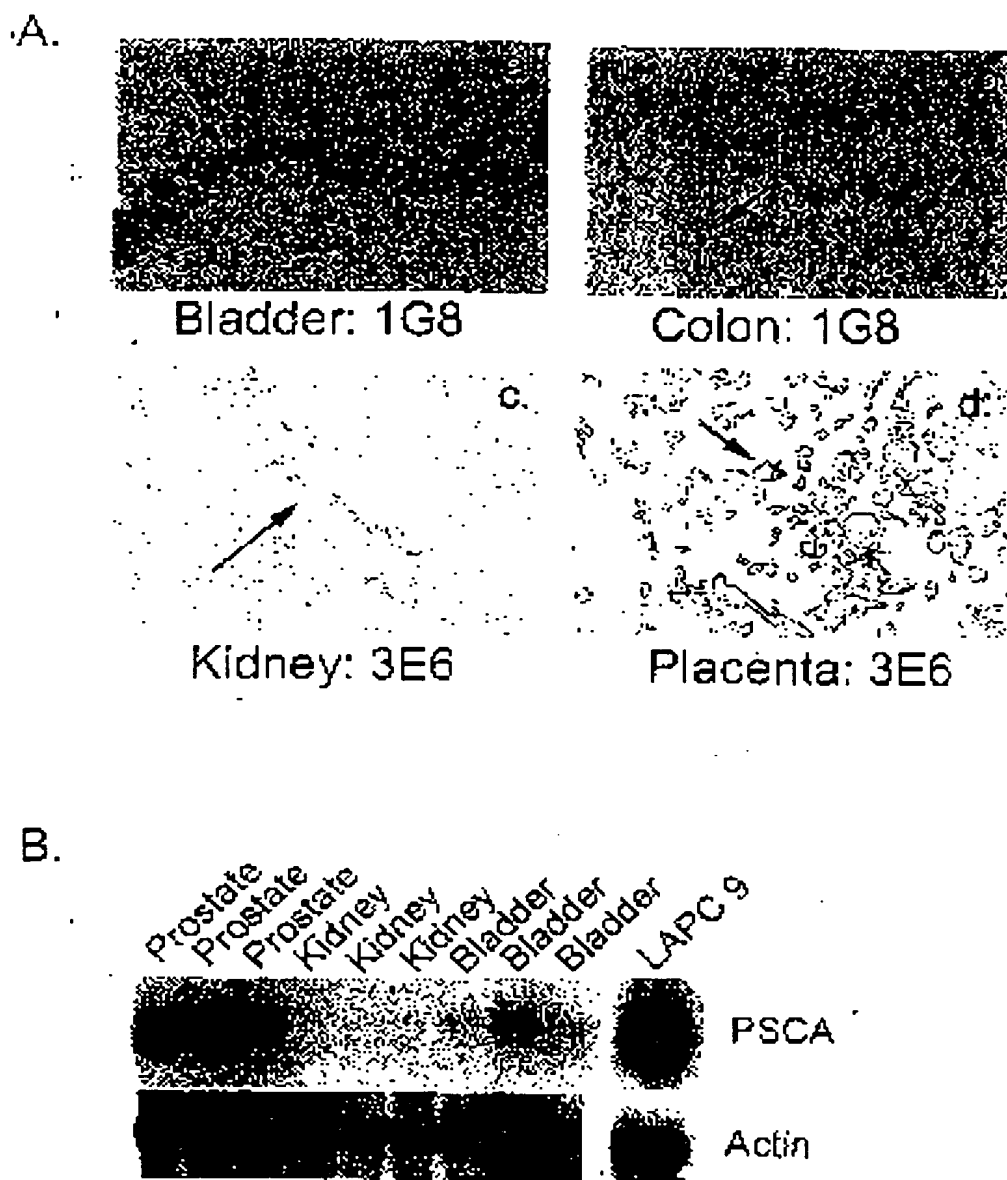 A.
Bladder: 1G8
Colon: 1G8
c.
d.
Kidney: 3E6
Placenta: 3E6
B.
Prostate
Prostate
Prostate
Kidney
Kidney
Kidney
Bladder
Bladder
Bladder
LAPC 9
PSCA
Actin